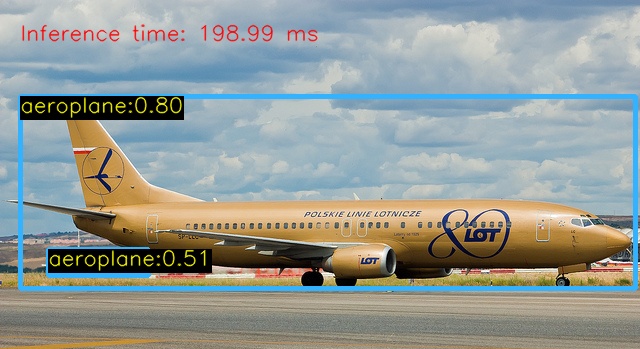 Inference time: 198.99 ms
aeroplane:0.80
POLSKIE LINIE LOTNICZE
80
LOT
aeroplane:0.51
LOT